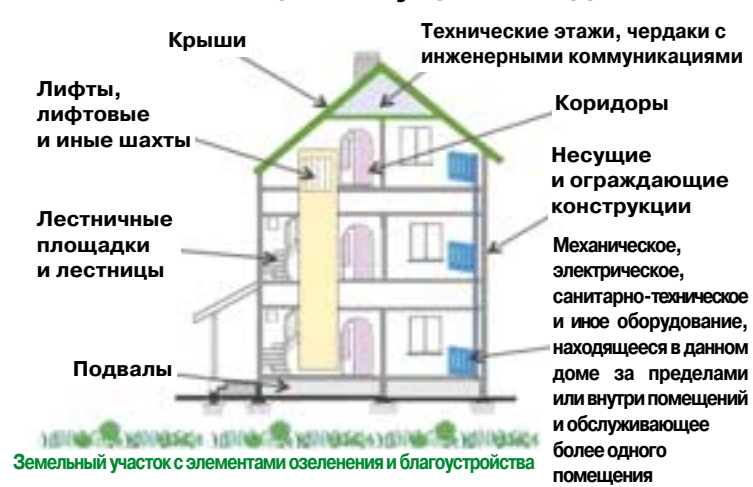 Крыши
Технические этажи, чердаки с
инженерными коммуникациями
Лифты,
лифтовые
и иные шахты
Коридоры
Несущие
и ограждающие
конструкции
Лестничные
площадки
и лестницы
Механическое,
электрическое,
санитарно-техническое
и иное оборудование,
находящееся в данном
доме за пределами
или внутри помещений
и обслуживающее
более одного
помещения
Подвалы
Земельный участок с элементами озеленения и благоустройства